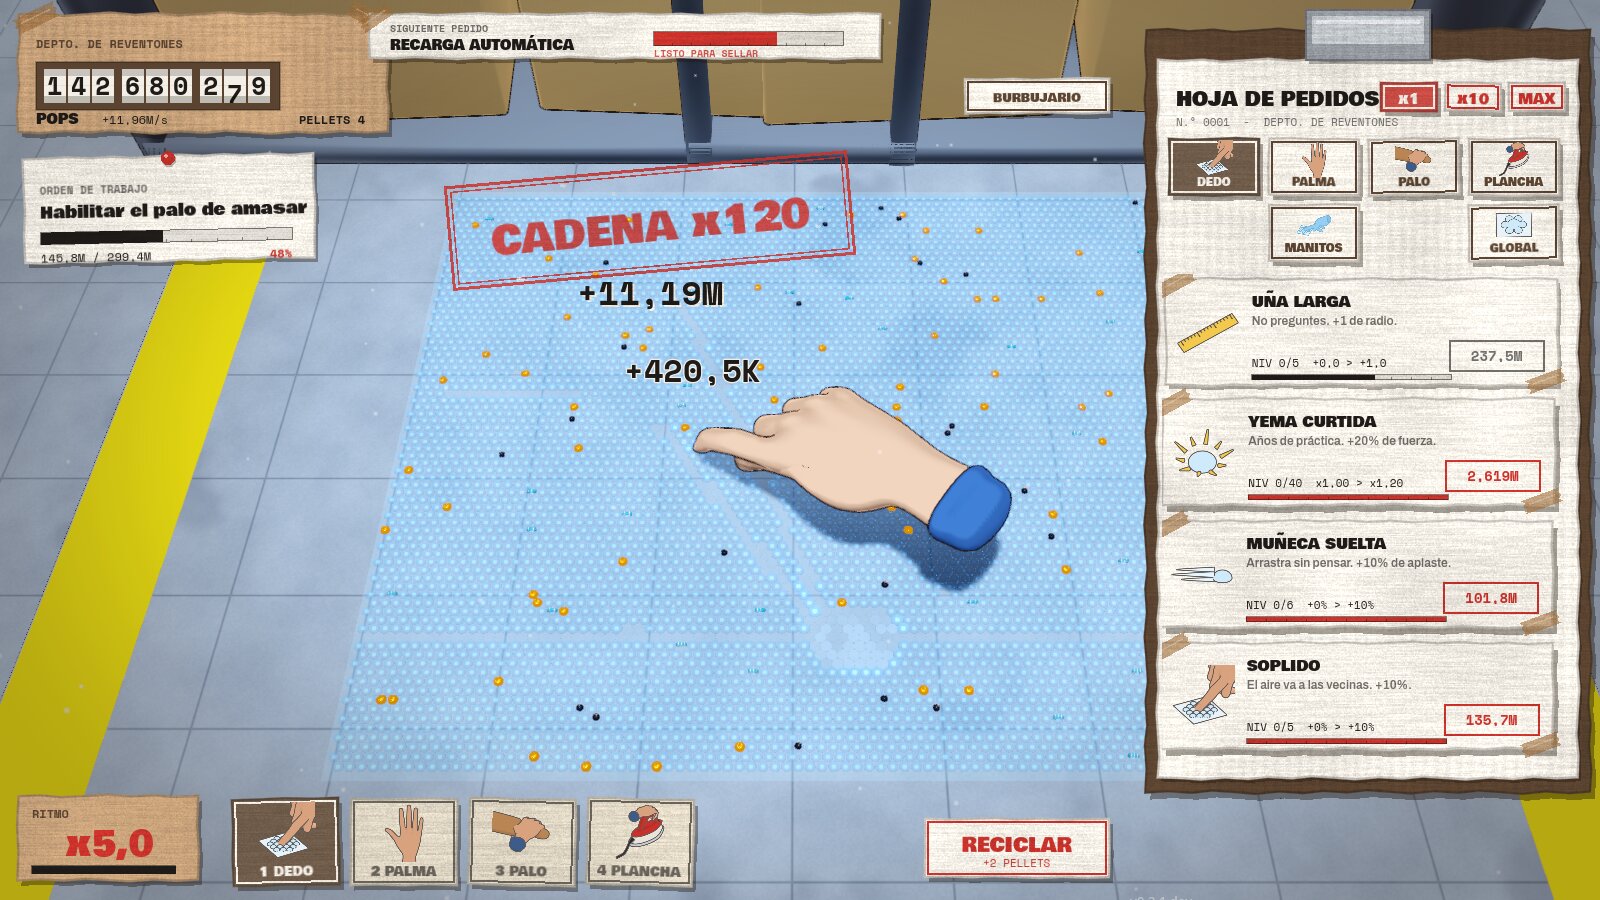 DEPTO. DE REVENTONES
142 680 279
POPS +11,96M/s PELLETS 4
SIGUIENTE PEDIDO
RECARGA AUTOMÁTICA
LISTO PARA SELLAR
BURBUJARIO
ORDEN DE TRABAJO
Habilitar el palo de amasar
145,8M / 299,4M 48%
CADENA x120
+11,19M
+420,5K
HOJA DE PEDIDOS x1 x10 MAX
N.° 0001 - DEPTO. DE REVENTONES
DEDO PALMA PALO PLANCHA
MANITOS GLOBAL
UÑA LARGA
No preguntes. +1 de radio.
NIV 0/5 +0,0 > +1,0 237,5M
YEMA CURTIDA
Años de práctica. +20% de fuerza.
NIV 0/40 x1,00 > x1,20 2,619M
MUÑECA SUELTA
Arrastra sin pensar. +10% de aplaste.
NIV 0/6 +0% > +10% 101,8M
SOPLIDO
El aire va a las vecinas. +10%.
NIV 0/5 +0% > +10% 135,7M
RITMO
x5,0
1 DEDO 2 PALMA 3 PALO 4 PLANCHA
RECICLAR
+2 PELLETS